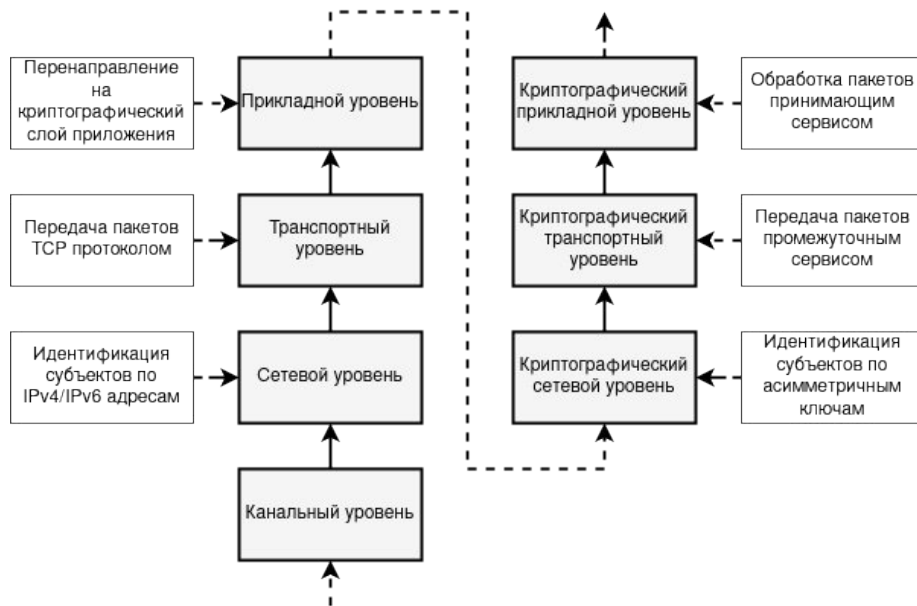 Перенаправление
на
криптографический
слой приложения
Прикладной уровень
Криптографический
прикладной уровень
Обработка пакетов
принимающим
сервисом
Передача пакетов
TCP протоколом
Транспортный
уровень
Криптографический
транспортный
уровень
Передача пакетов
промежуточным
сервисом
Идентификация
субъектов по
IPv4/IPv6 адресам
Сетевой уровень
Криптографический
сетевой уровень
Идентификация
субъектов по
асимметричным
ключам
Канальный уровень